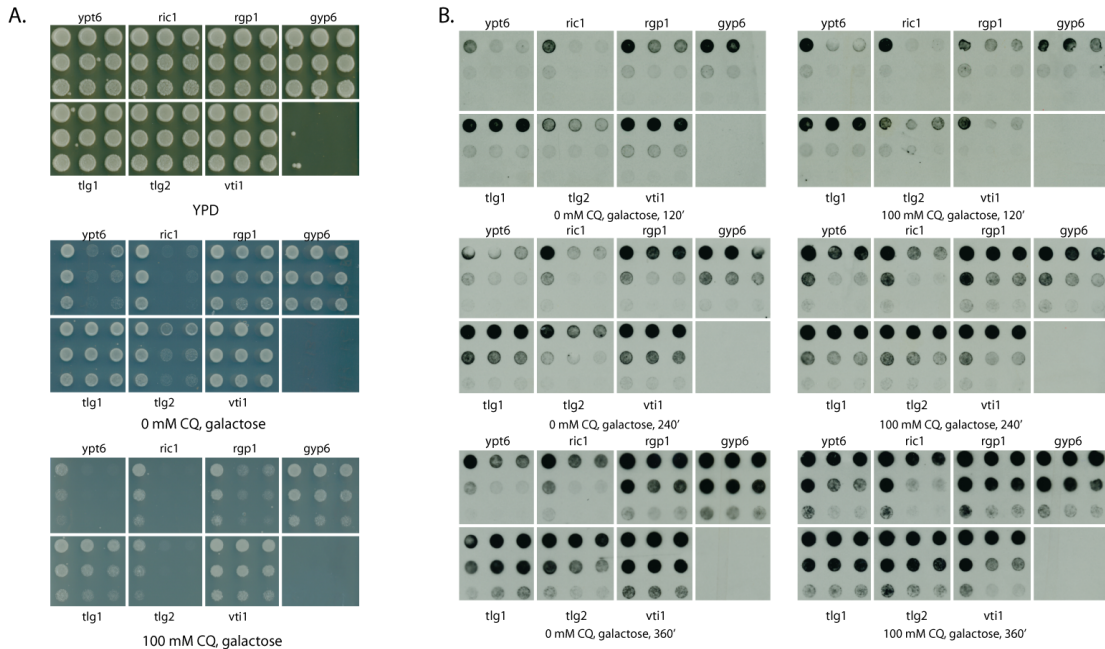 A.
ypt6 ric1 rgp1 gyp6
tlg1 tlg2 vti1
YPD
ypt6 ric1 rgp1 gyp6
tlg1 tlg2 vti1
0 mM CQ, galactose
ypt6 ric1 rgp1 gyp6
tlg1 tlg2 vti1
100 mM CQ, galactose
B.
ypt6 ric1 rgp1 gyp6
tlg1 tlg2 vti1
0 mM CQ, galactose, 120′
ypt6 ric1 rgp1 gyp6
tlg1 tlg2 vti1
100 mM CQ, galactose, 120′
ypt6 ric1 rgp1 gyp6
tlg1 tlg2 vti1
0 mM CQ, galactose, 240′
ypt6 ric1 rgp1 gyp6
tlg1 tlg2 vti1
100 mM CQ, galactose, 240′
ypt6 ric1 rgp1 gyp6
tlg1 tlg2 vti1
0 mM CQ, galactose, 360′
ypt6 ric1 rgp1 gyp6
tlg1 tlg2 vti1
100 mM CQ, galactose, 360′